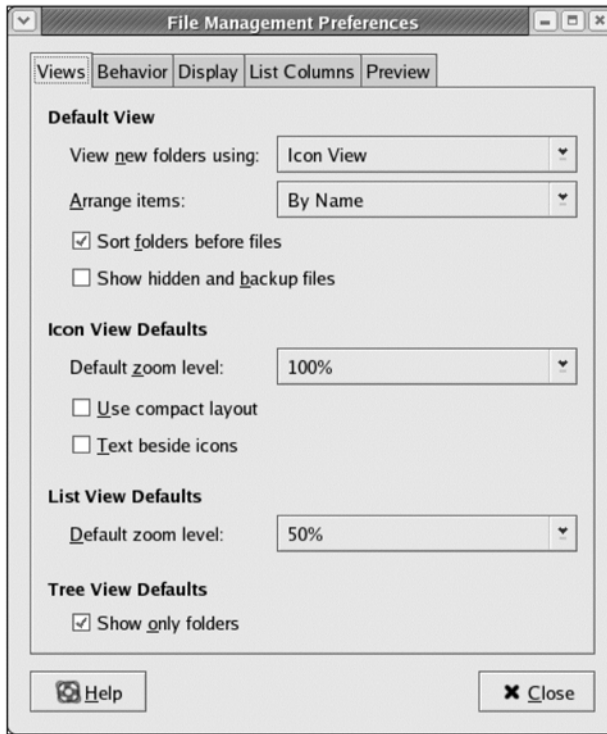 File Management Preferences
Views Behavior Display List Columns Preview
Default View
View new folders using: Icon View
Arrange items: By Name
Sort folders before files
Show hidden and backup files
Icon View Defaults
Default zoom level: 100%
Use compact layout
Text beside icons
List View Defaults
Default zoom level: 50%
Tree View Defaults
Show only folders
Help Close